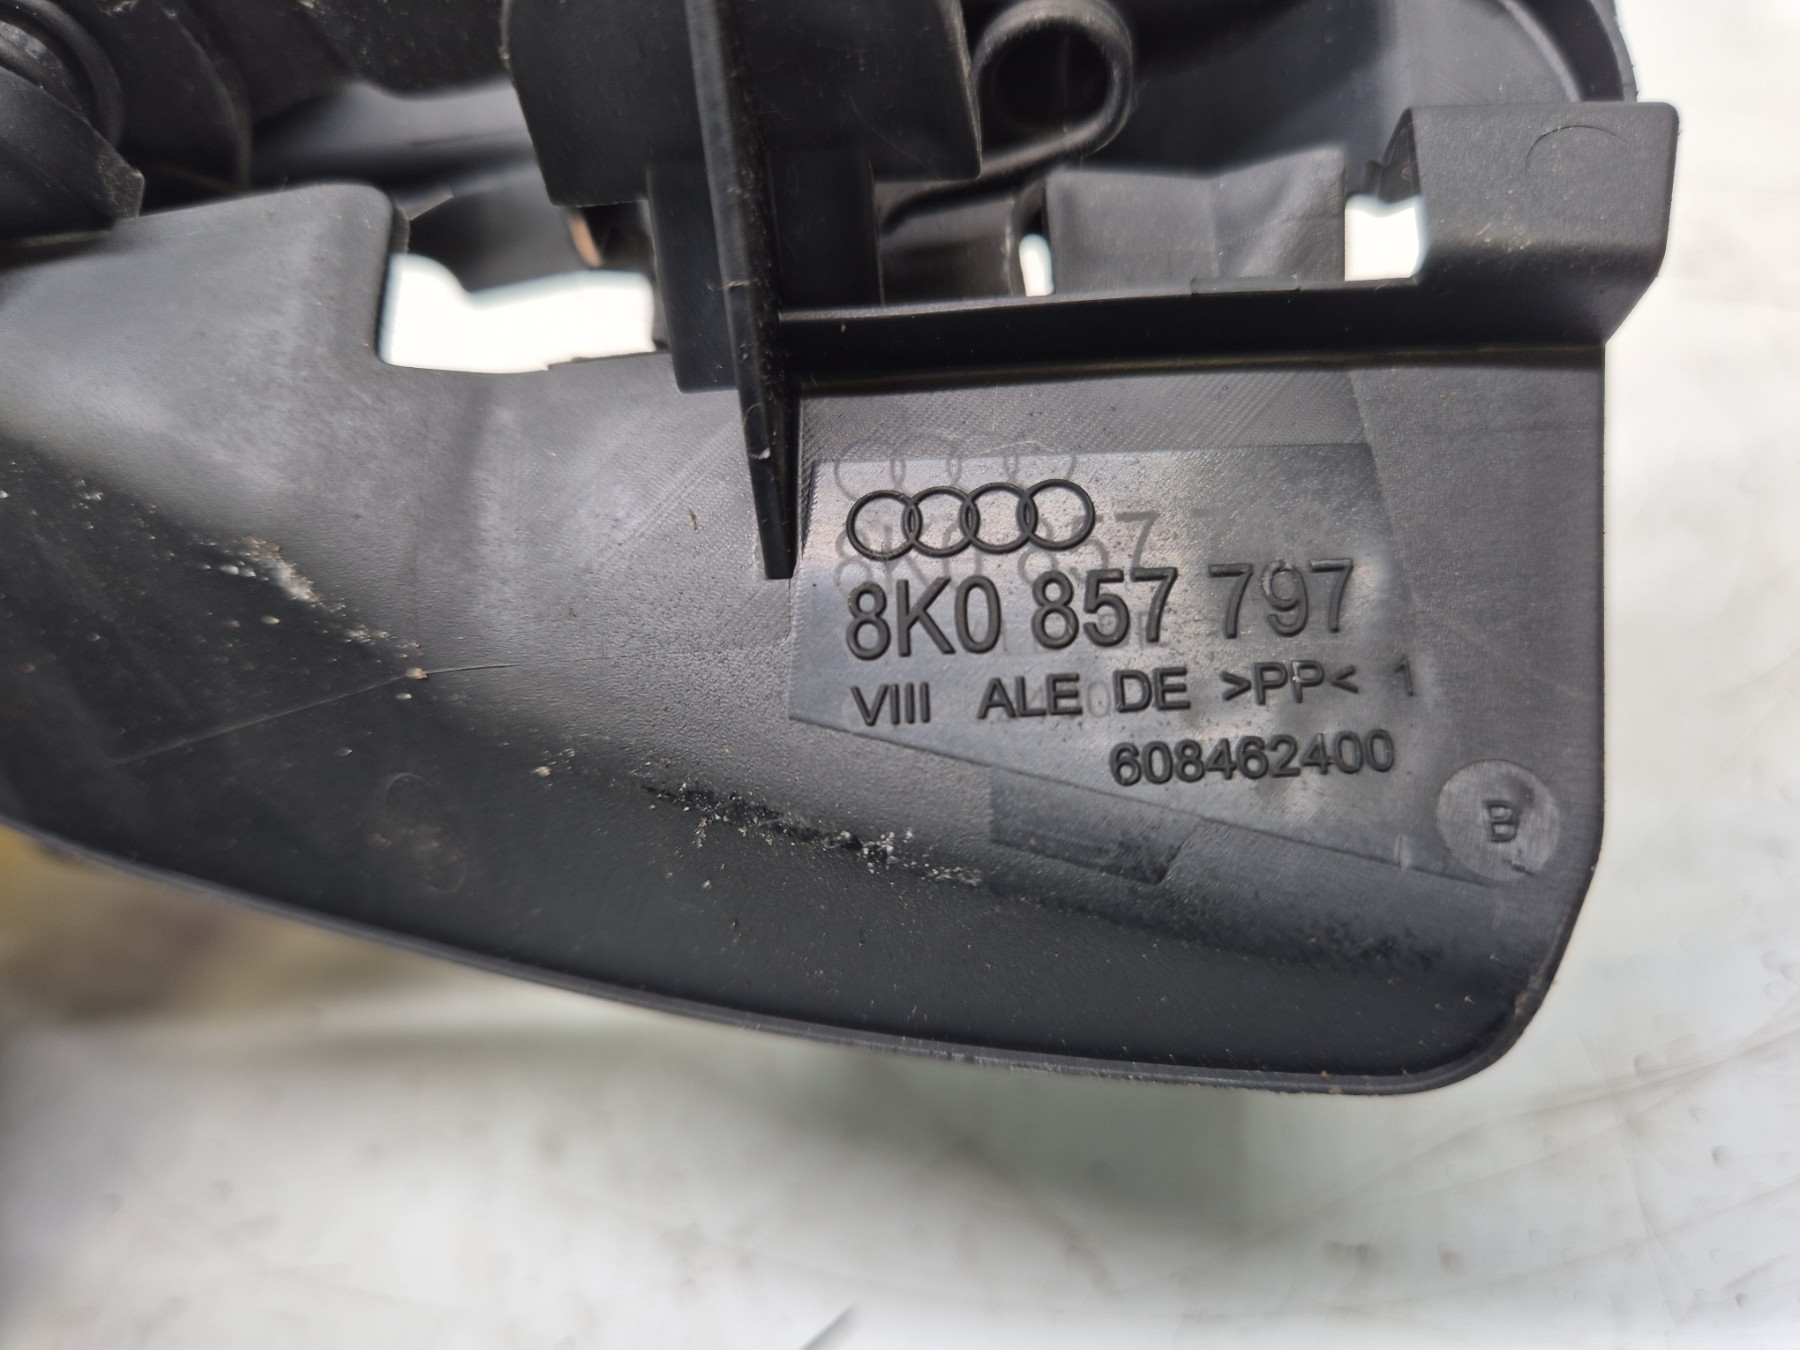 8K0 857 797
VIII ALE DE >PP< 1
608462400
B